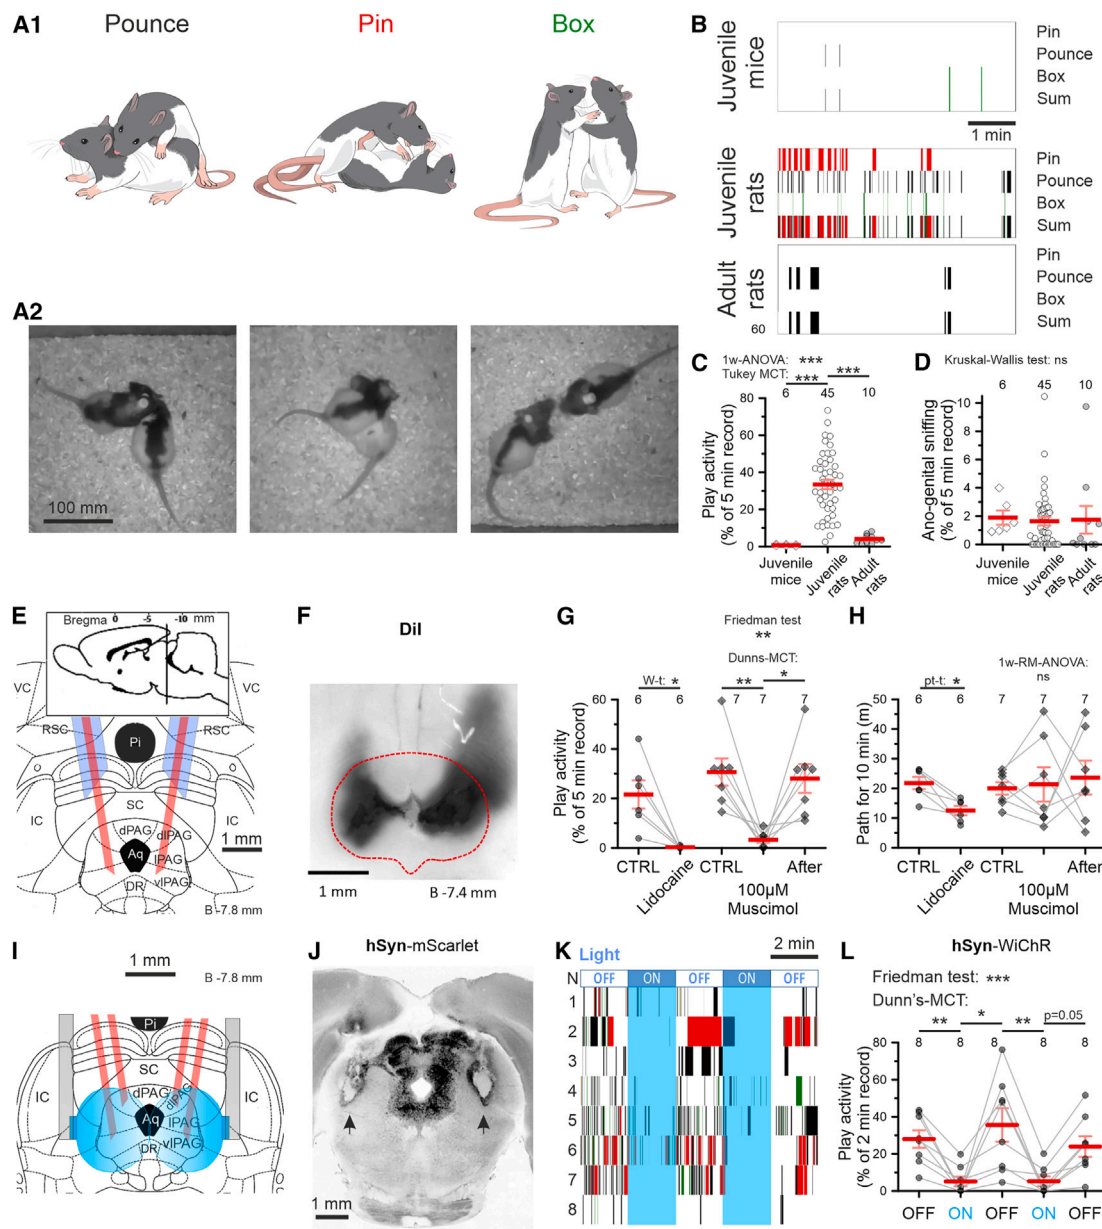 A1
Pounce
Pin
Box
A2
100 mm
B
Juvenile mice
Pin
Pounce
Box
Sum
1 min
Juvenile rats
Pin
Pounce
Box
Sum
Adult rats
60
Pin
Pounce
Box
Sum
C
1w-ANOVA: ***
Tukey MCT: *** ***
6 45 10
80
60
40
20
0
Play activity
(% of 5 min record)
Juvenile mice
Juvenile rats
Adult rats
D
Kruskal-Wallis test: ns
6 45 10
10
8
6
4
2
0
Ano-genital sniffing
(% of 5 min record)
Juvenile mice
Juvenile rats
Adult rats
E
Bregma 0 -5 -10 mm
VC VC
RSC Pi RSC
SC
IC IC
dPAG dlPAG
Aq lPAG
DR vlPAG
1 mm
B -7.8 mm
F
DiI
1 mm
B -7.4 mm
G
Friedman test
**
Dunns-MCT:
W-t: * ** *
6 6 7 7 7
60
40
20
0
Play activity
(% of 5 min record)
CTRL
Lidocaine
CTRL
100µM
Muscimol
After
H
1w-RM-ANOVA:
ns
pt-t: *
6 6 7 7 7
50
40
30
20
10
0
Path for 10 min (m)
CTRL
Lidocaine
CTRL
100µM
Muscimol
After
I
1 mm
B -7.8 mm
Pi
SC
IC IC
dPAG dlPAG
Aq lPAG
DR vlPAG
J
hSyn-mScarlet
1 mm
K
Light
2 min
N OFF ON OFF ON OFF
1
2
3
4
5
6
7
8
L
hSyn-WiChR
Friedman test: ***
Dunn's-MCT:
** * ** p=0.05
8 8 8 8 8
80
60
40
20
0
Play activity
(% of 2 min record)
OFF ON OFF ON OFF